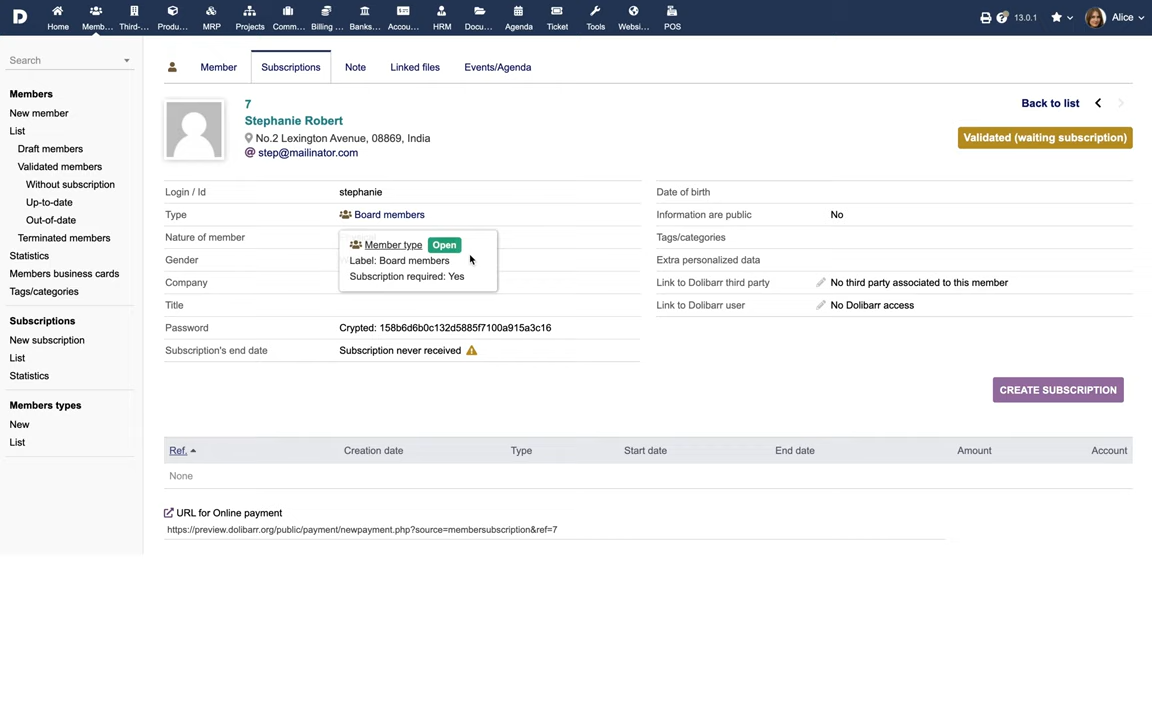 D
Home
Memb...
Third-...
Produ...
MRP
Projects
Comm...
Billing ...
Banks...
Accou...
HRM
Docu...
Agenda
Ticket
Tools
Websi...
POS
13.0.1
Alice
Search
Members
New member
List
Draft members
Validated members
Without subscription
Up-to-date
Out-of-date
Terminated members
Statistics
Members business cards
Tags/categories
Subscriptions
New subscription
List
Statistics
Members types
New
List
Member
Subscriptions
Note
Linked files
Events/Agenda
7
Stephanie Robert
No.2 Lexington Avenue, 08869, India
@ step@mailinator.com
Back to list
Validated (waiting subscription)
Login / Id stephanie
Type Board members
Nature of member
Gender
Member type Open
Label: Board members
Subscription required: Yes
Company
Title
Password Crypted: 158b6d6b0c132d5885f7100a915a3c16
Subscription's end date Subscription never received
Date of birth
Information are public No
Tags/categories
Extra personalized data
Link to Dolibarr third party No third party associated to this member
Link to Dolibarr user No Dolibarr access
CREATE SUBSCRIPTION
Ref. Creation date Type Start date End date Amount Account
None
URL for Online payment
https://preview.dolibarr.org/public/payment/newpayment.php?source=membersubscription&ref=7